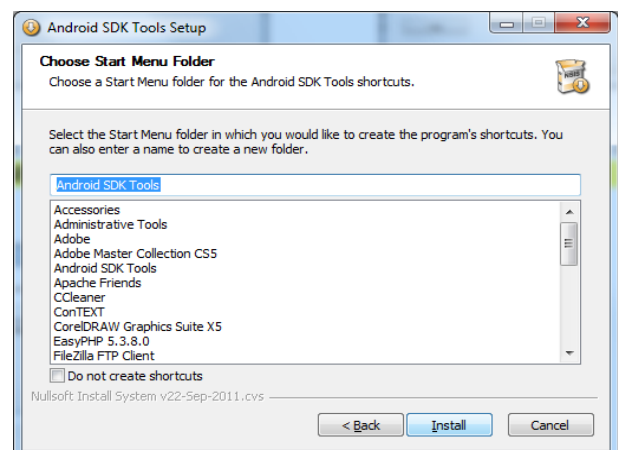 Android SDK Tools Setup
Choose Start Menu Folder
Choose a Start Menu folder for the Android SDK Tools shortcuts.
NSIS
Select the Start Menu folder in which you would like to create the program's shortcuts. You
can also enter a name to create a new folder.
Android SDK Tools
Accessories
Administrative Tools
Adobe
Adobe Master Collection CS5
Android SDK Tools
Apache Friends
CCleaner
ConTEXT
CorelDRAW Graphics Suite X5
EasyPHP 5.3.8.0
FileZilla FTP Client
Do not create shortcuts
Nullsoft Install System v22-Sep-2011.cvs
< Back
Install
Cancel